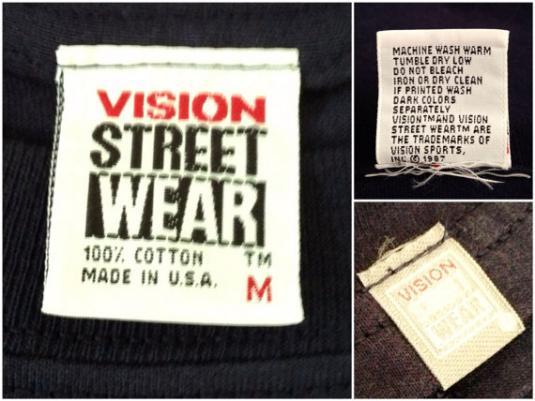 VISION
STREET
WEAR
100% COTTON TM
MADE IN U.S.A. M
MACHINE WASH WARM
TUMBLE DRY LOW
DO NOT BLEACH
IRON OR DRY CLEAN
IF PRINTED WASH
DARK COLORS
SEPARATELY
VISION™ AND VISION
STREET WEAR™ ARE
THE TRADEMARKS OF
VISION SPORTS,
INC © 1987
VISION
WEAR